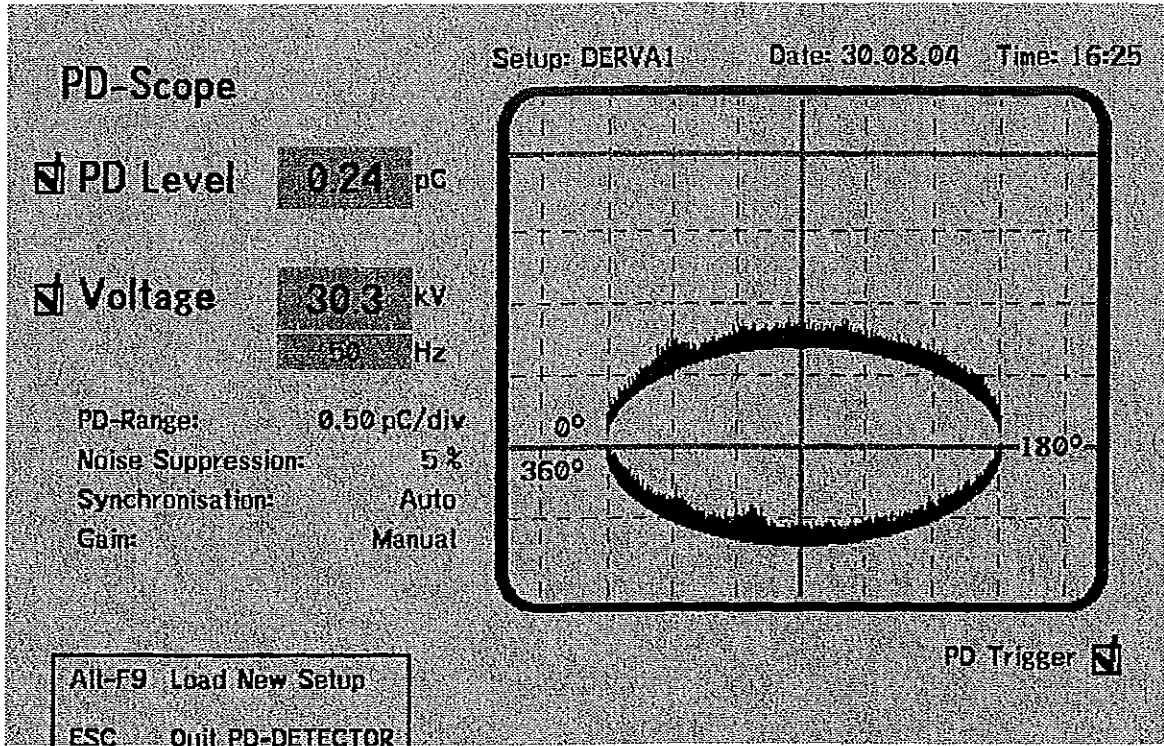 Setup: DERVA1 Date: 30.08.04 Time: 16:25
PD-Scope
PD Level 0.24 pC
Voltage 30.3 kV
50 Hz
PD-Range: 0.50 pC/div
Noise Suppression: 5 %
Synchronisation: Auto
Gain: Manual
0°
180°
360°
PD Trigger
Alt-F9 Load New Setup
ESC Quit PD-DETECTOR